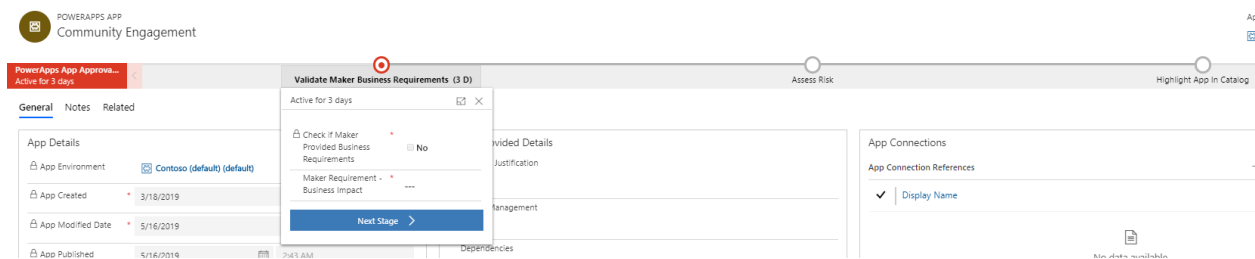 POWERAPPS APP
Community Engagement
PowerApps App Approva...
Active for 3 days
Validate Maker Business Requirements (3 D)
Assess Risk
Highlight App In Catalog
General Notes Related
Active for 3 days
App Details
App Environment
Contoso (default) (default)
App Created * 3/18/2019
App Modified Date * 5/16/2019
App Published 5/16/2019 2:43 AM
Check if Maker *
Provided Business
Requirements
No
Maker Requirement - *
Business Impact
---
Next Stage
Details
Justification
Management
Dependencies
App Connections
App Connection References
Display Name
No data available